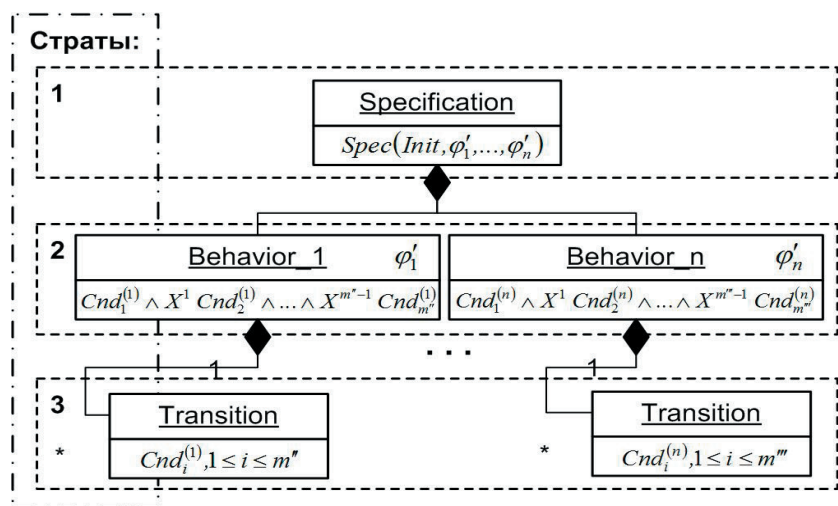 Страты:
1
Specification
Spec(Init,φ′₁,...,φ′ₙ)
2
Behavior_1 φ′₁
Cnd₁⁽¹⁾ ∧ X¹ Cnd₂⁽¹⁾ ∧ ... ∧ X^{m″−1} Cnd_{m″}⁽¹⁾
Behavior_n φ′ₙ
Cnd₁⁽ⁿ⁾ ∧ X¹ Cnd₂⁽ⁿ⁾ ∧ ... ∧ X^{m‴−1} Cnd_{m‴}⁽ⁿ⁾
1
. . .
1
3
Transition
*
Cndᵢ⁽¹⁾,1 ≤ i ≤ m″
Transition
*
Cndᵢ⁽ⁿ⁾,1 ≤ i ≤ m‴